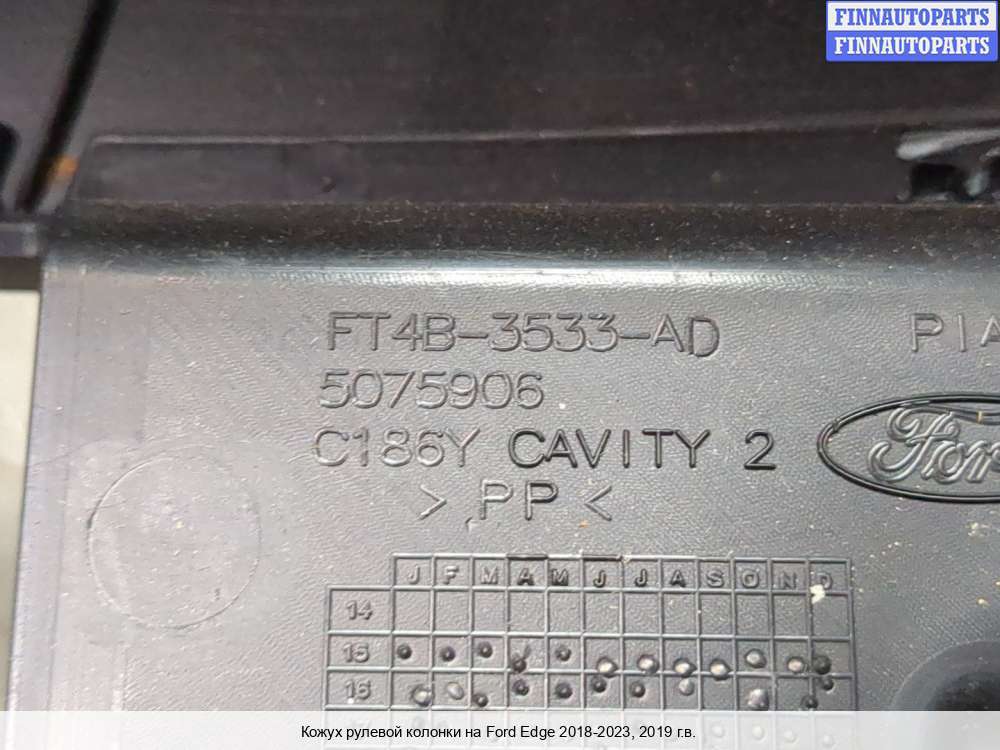 FINNAUTOPARTS
FINNAUTOPARTS
FT4B-3533-AD
5075906
C186Y CAVITY 2
> PP <
PIA
Ford
J F M A M J J A S O N D
14
15
16
Кожух рулевой колонки на Ford Edge 2018-2023, 2019 г.в.